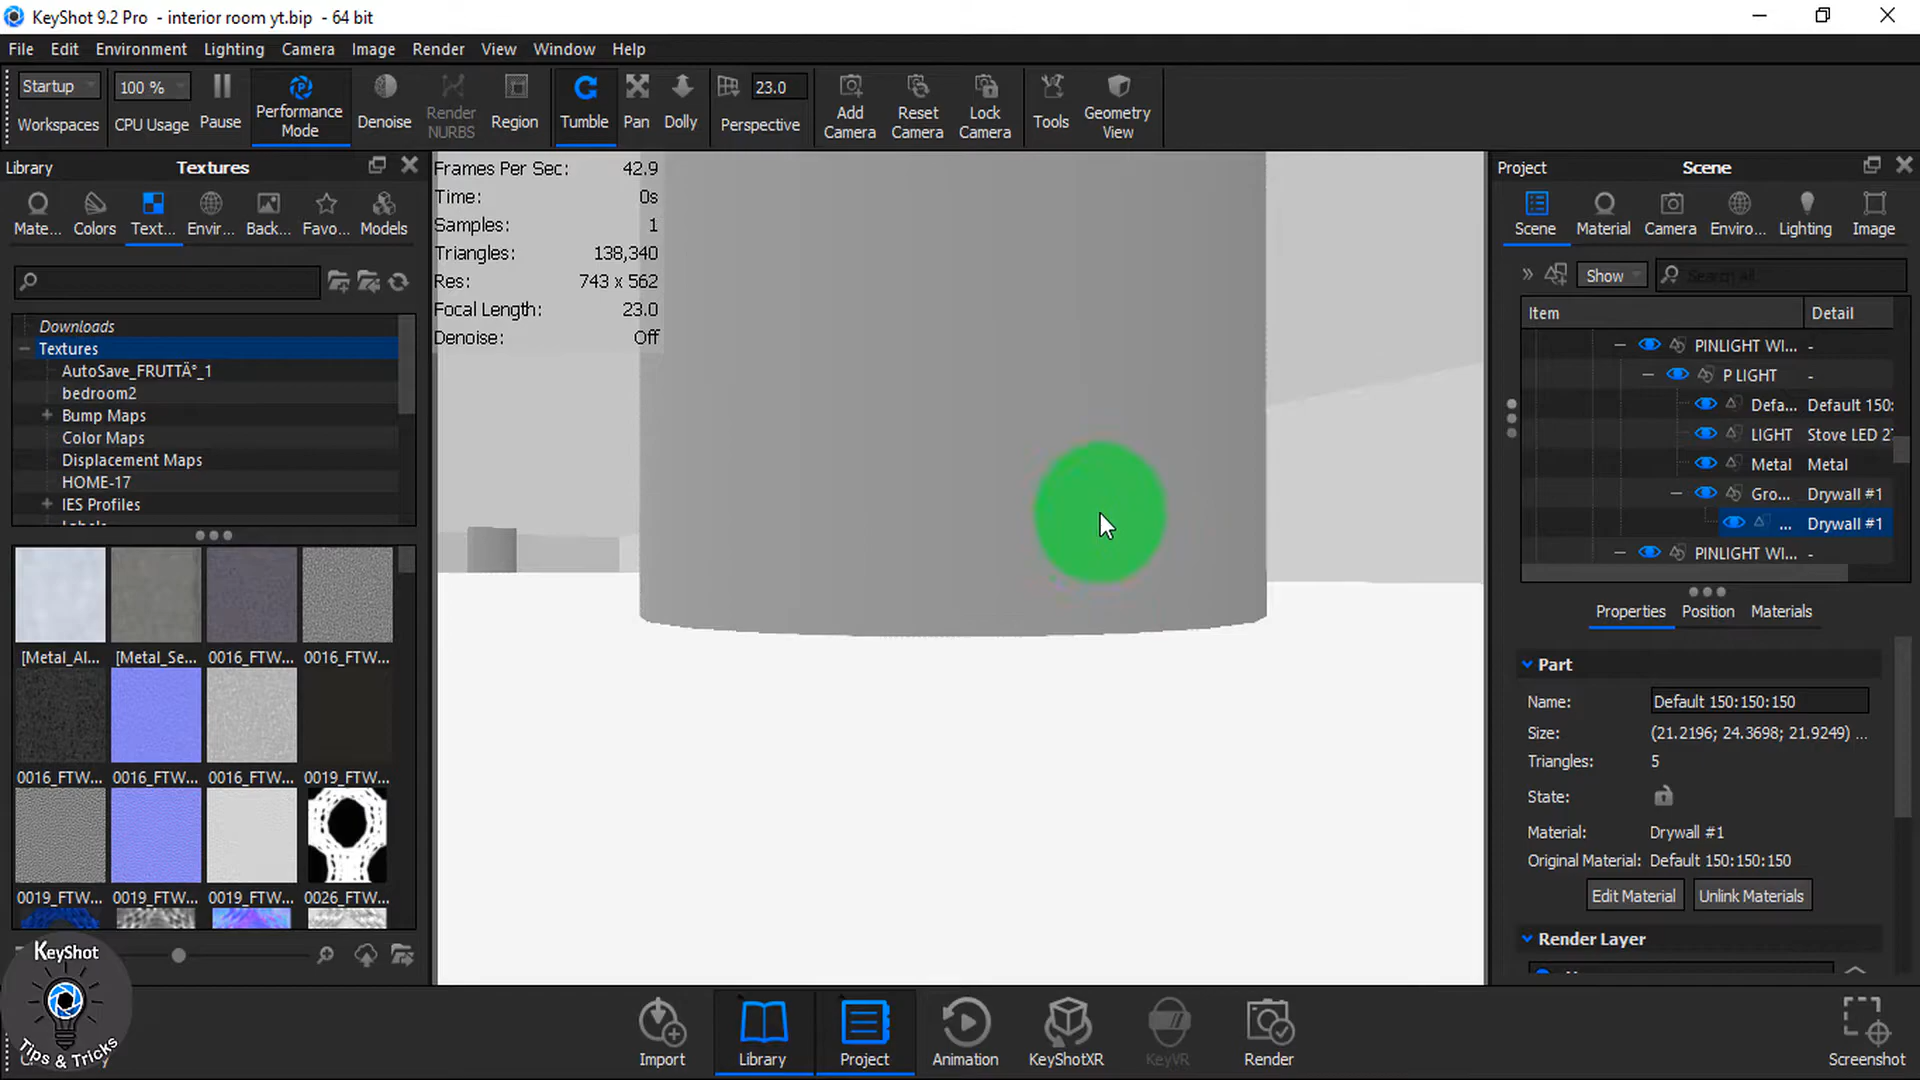 KeyShot 9.2 Pro - interior room yt.bip - 64 bit
File Edit Environment Lighting Camera Image Render View Window Help
Startup
Workspaces
100 %
CPU Usage
Pause
Performance
Mode
Denoise
Render
NURBS
Region
Tumble
Pan
Dolly
23.0
Perspective
Add
Camera
Reset
Camera
Lock
Camera
Tools
Geometry
View
Library
Textures
Mate... Colors Text... Envir... Back... Favo... Models
Downloads
Textures
AutoSave_FRUTTÄ°_1
bedroom2
Bump Maps
Color Maps
Displacement Maps
HOME-17
IES Profiles
[Metal_Al... [Metal_Se... 0016_FTW... 0016_FTW...
0016_FTW... 0016_FTW... 0016_FTW... 0019_FTW...
0019_FTW... 0019_FTW... 0019_FTW... 0026_FTW...
KeyShot
Tips & Tricks
Frames Per Sec: 42.9
Time: 0s
Samples: 1
Triangles: 138,340
Res: 743 x 562
Focal Length: 23.0
Denoise: Off
Project
Scene
Scene Material Camera Enviro... Lighting Image
Show
Search all
Item Detail
PINLIGHT WI... -
P LIGHT -
Defa... Default 150:
LIGHT Stove LED 2
Metal Metal
Gro... Drywall #1
... Drywall #1
PINLIGHT WI... -
Properties Position Materials
Part
Name: Default 150:150:150
Size: (21.2196; 24.3698; 21.9249) ...
Triangles: 5
State:
Material: Drywall #1
Original Material: Default 150:150:150
Edit Material Unlink Materials
Render Layer
Import
Library
Project
Animation
KeyShotXR
KeyVR
Render
Screenshot